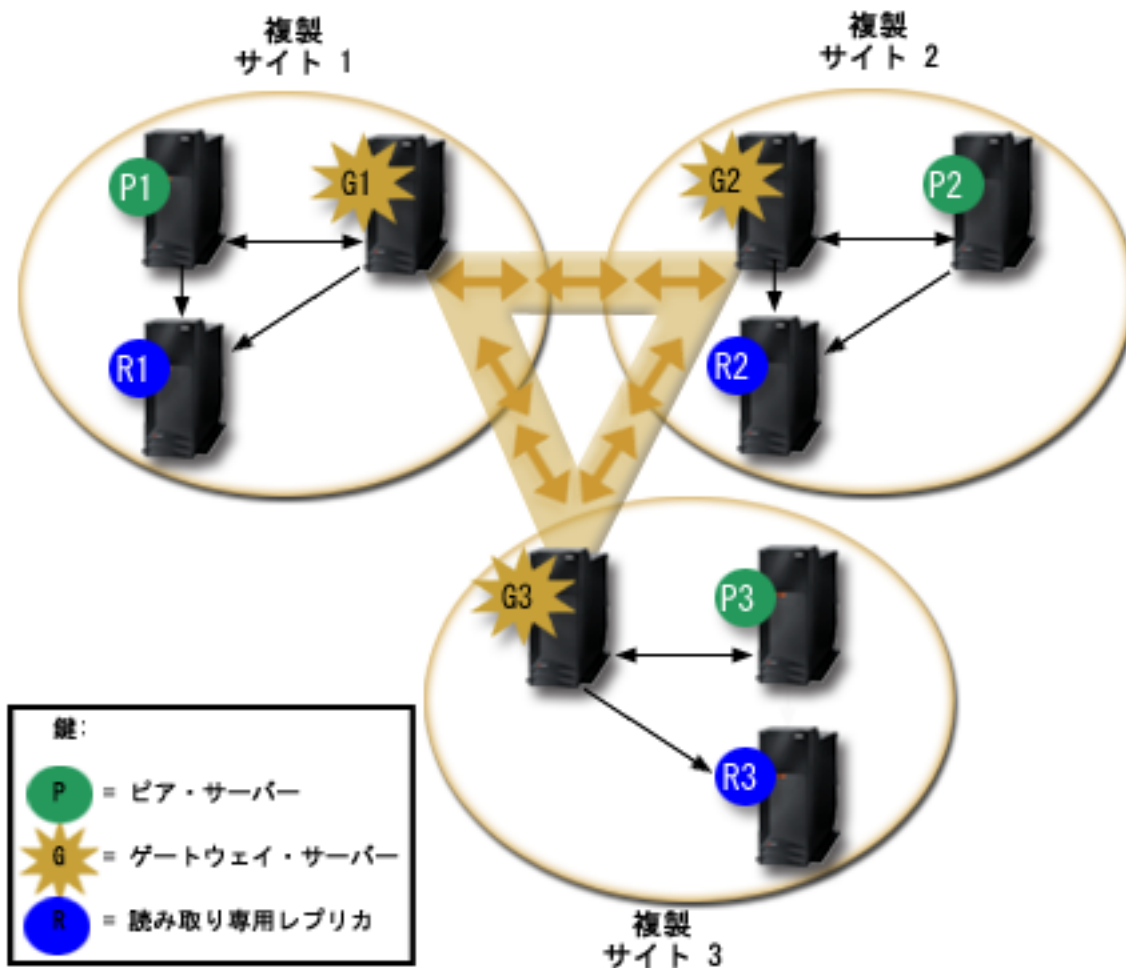 複製
サイト 1
複製
サイト 2
P1
G1
G2
P2
R1
R2
G3
P3
R3
鍵:
P = ピア・サーバー
G = ゲートウェイ・サーバー
R = 読み取り専用レプリカ
複製
サイト 3